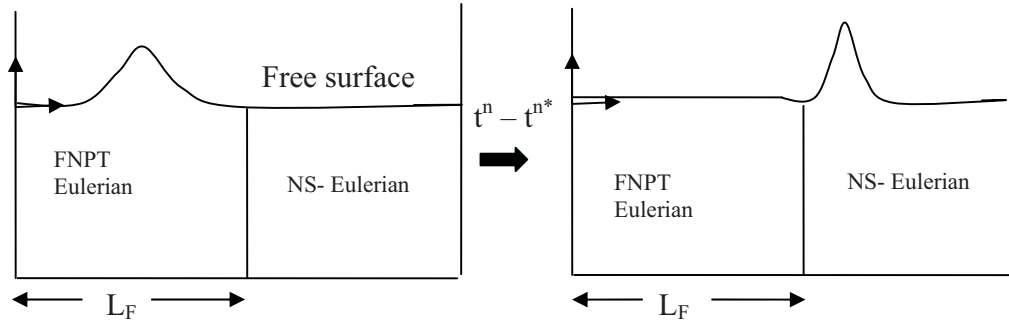 Free surface
FNPT
Eulerian
NS- Eulerian
L_F
t^n – t^n*
FNPT
Eulerian
NS- Eulerian
L_F